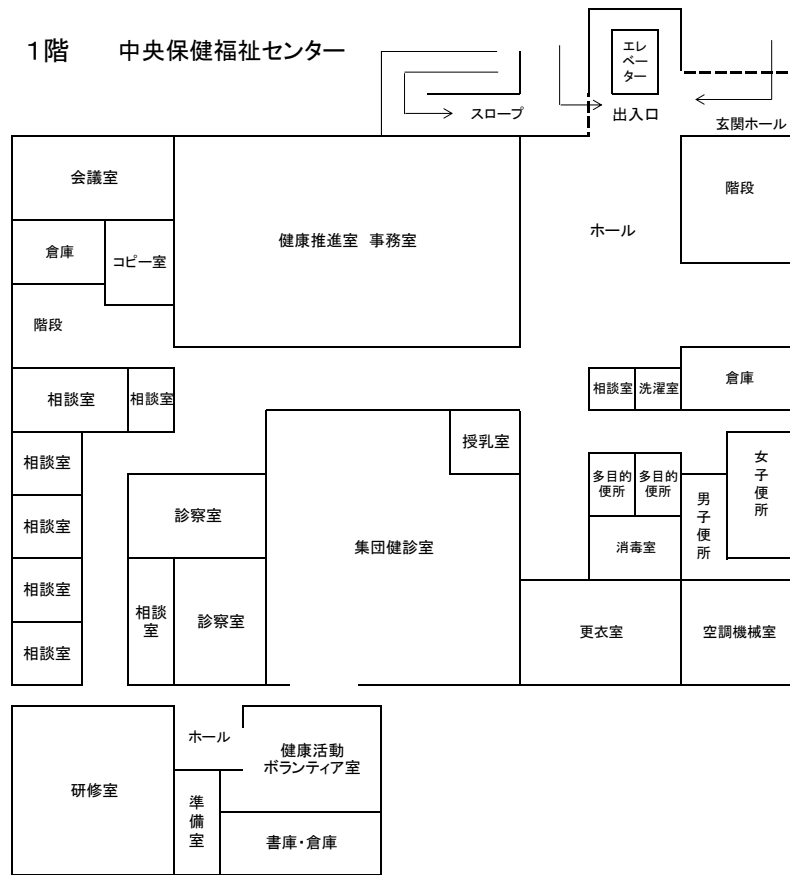 1階 中央保健福祉センター
エレ
ベー
ター
スロープ
出入口
玄関ホール
会議室
健康推進室 事務室
ホール
階段
倉庫
コピー室
階段
相談室
相談室
相談室
洗濯室
倉庫
授乳室
相談室
多目的
便所
多目的
便所
女子便所
男子便所
診察室
相談室
集団健診室
消毒室
相談室
相談
室
診察室
更衣室
空調機械室
相談室
ホール
健康活動
ボランティア室
研修室
準備室
書庫・倉庫